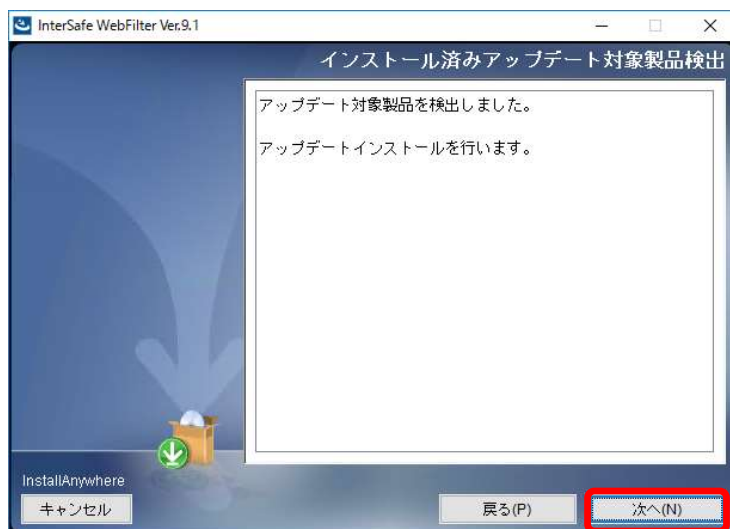 InterSafe WebFilter Ver.9.1
インストール済みアップデート対象製品検出
アップデート対象製品を検出しました。
アップデートインストールを行います。
InstallAnywhere
キャンセル
戻る(P)
次へ(N)